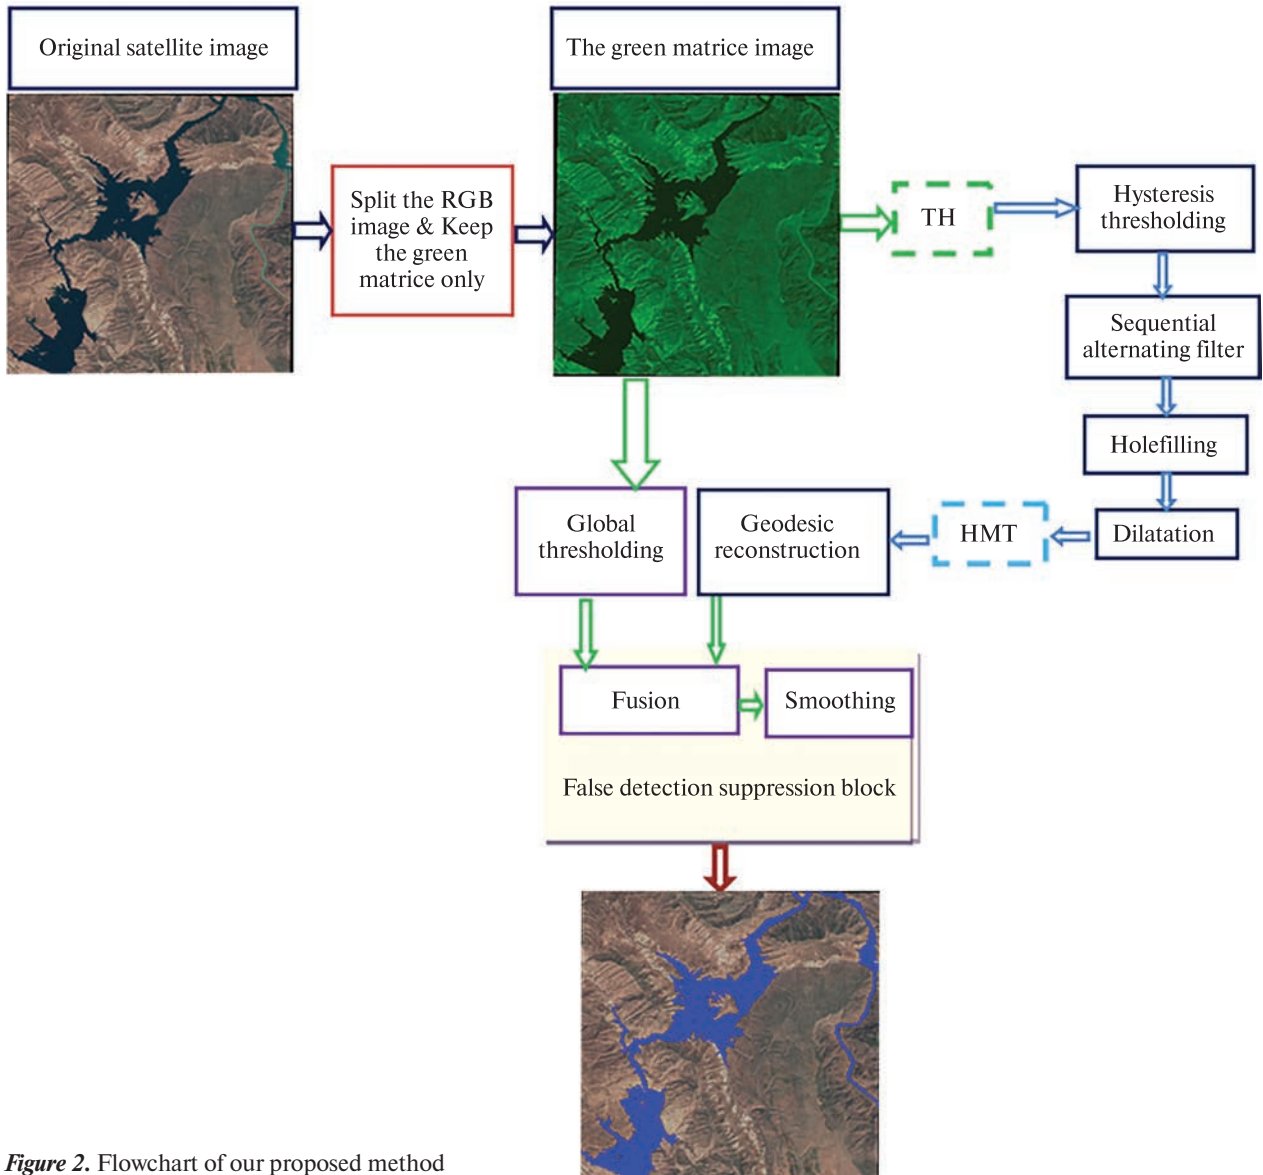 Original satellite image
The green matrice image
Split the RGB
image & Keep
the green
matrice only
TH
Hysteresis
thresholding
Sequential
alternating filter
Holefilling
Dilatation
HMT
Geodesic
reconstruction
Global
thresholding
Fusion
Smoothing
False detection suppression block
Figure 2. Flowchart of our proposed method